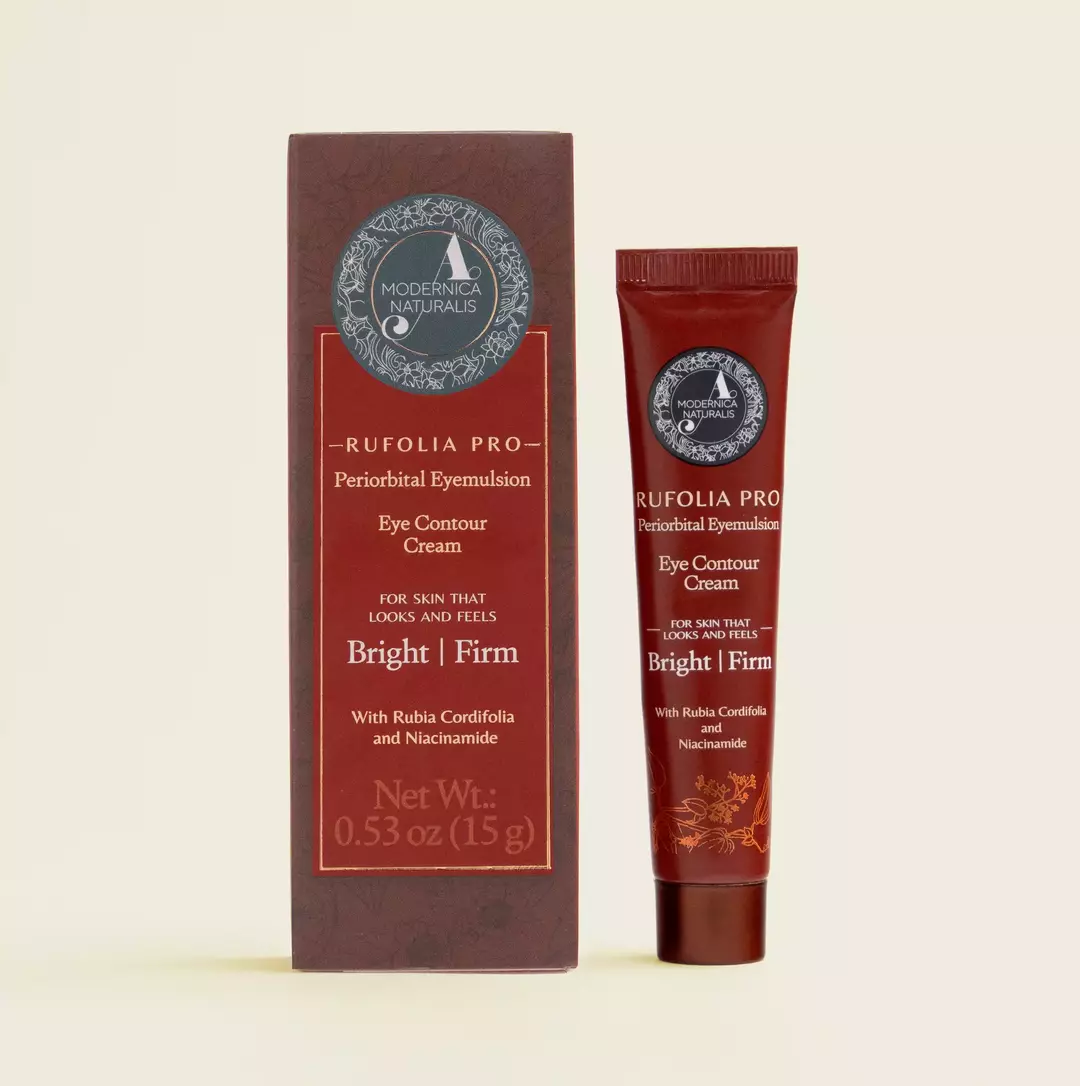 A
MODERNICA
NATURALIS
RUFOLIA PRO
Periorbital Eyemulsion
Eye Contour
Cream
FOR SKIN THAT
LOOKS AND FEELS
Bright | Firm
With Rubia Cordifolia
and Niacinamide
Net Wt.:
0.53 oz (15 g)
A
MODERNICA
NATURALIS
RUFOLIA PRO
Periorbital Eyemulsion
Eye Contour
Cream
FOR SKIN THAT
LOOKS AND FEELS
Bright | Firm
With Rubia Cordifolia
and
Niacinamide